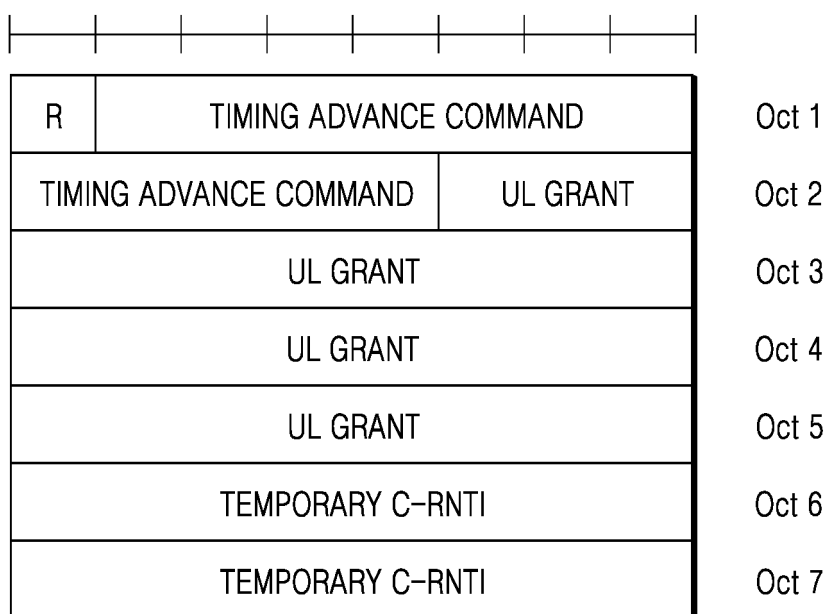 R TIMING ADVANCE COMMAND Oct 1
TIMING ADVANCE COMMAND UL GRANT Oct 2
UL GRANT Oct 3
UL GRANT Oct 4
UL GRANT Oct 5
TEMPORARY C-RNTI Oct 6
TEMPORARY C-RNTI Oct 7